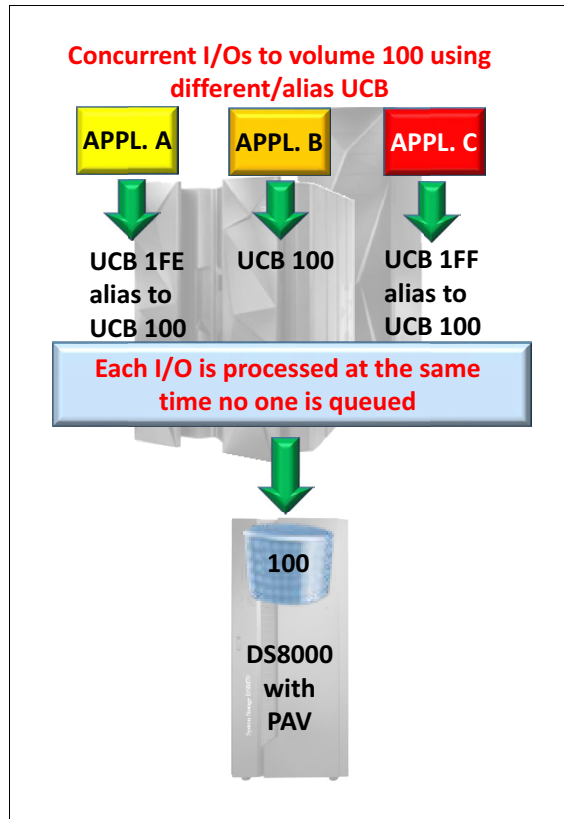 Concurrent I/Os to volume 100 using
different/alias UCB
APPL. A
APPL. B
APPL. C
UCB 1FE
alias to
UCB 100
UCB 100
UCB 1FF
alias to
UCB 100
Each I/O is processed at the same
time no one is queued
100
DS8000
with
PAV